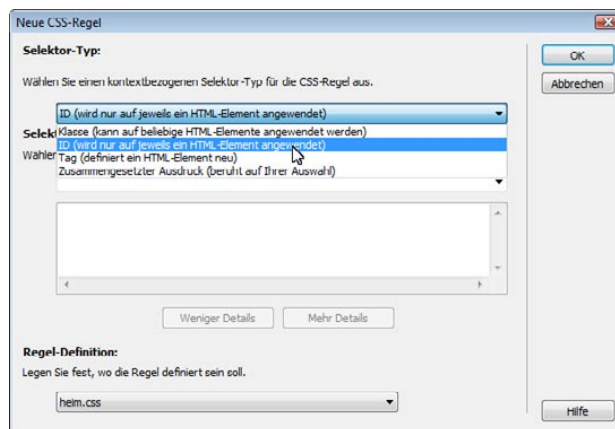 Neue CSS-Regel
Selektor-Typ:
OK
Wählen Sie einen kontextbezogenen Selektor-Typ für die CSS-Regel aus.
Abbrechen
ID (wird nur auf jeweils ein HTML-Element angewendet)
Klasse (kann auf beliebige HTML-Elemente angewendet werden)
ID (wird nur auf jeweils ein HTML-Element angewendet)
Tag (definiert ein HTML-Element neu)
Zusammengesetzter Ausdruck (beruht auf Ihrer Auswahl)
Weniger Details
Mehr Details
Regel-Definition:
Legen Sie fest, wo die Regel definiert sein soll.
heim.css
Hilfe